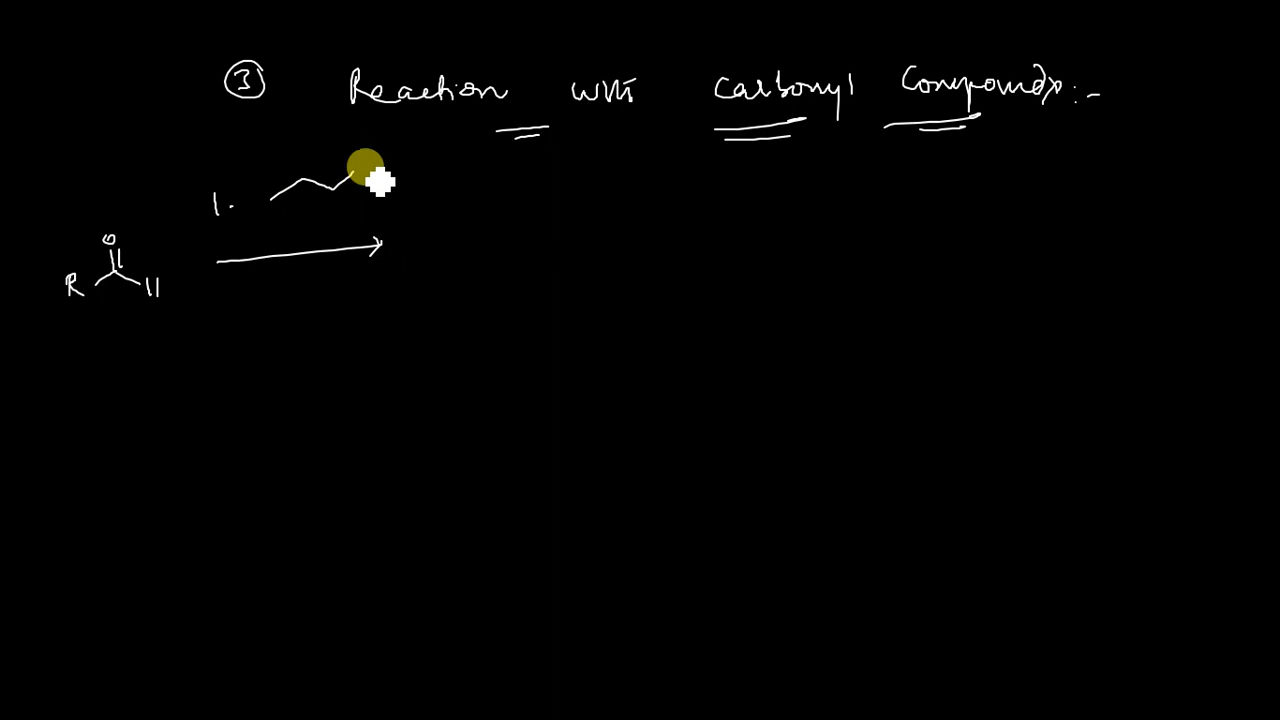 ③ Reaction with Carbonyl Compounds :-
1.
O
R H